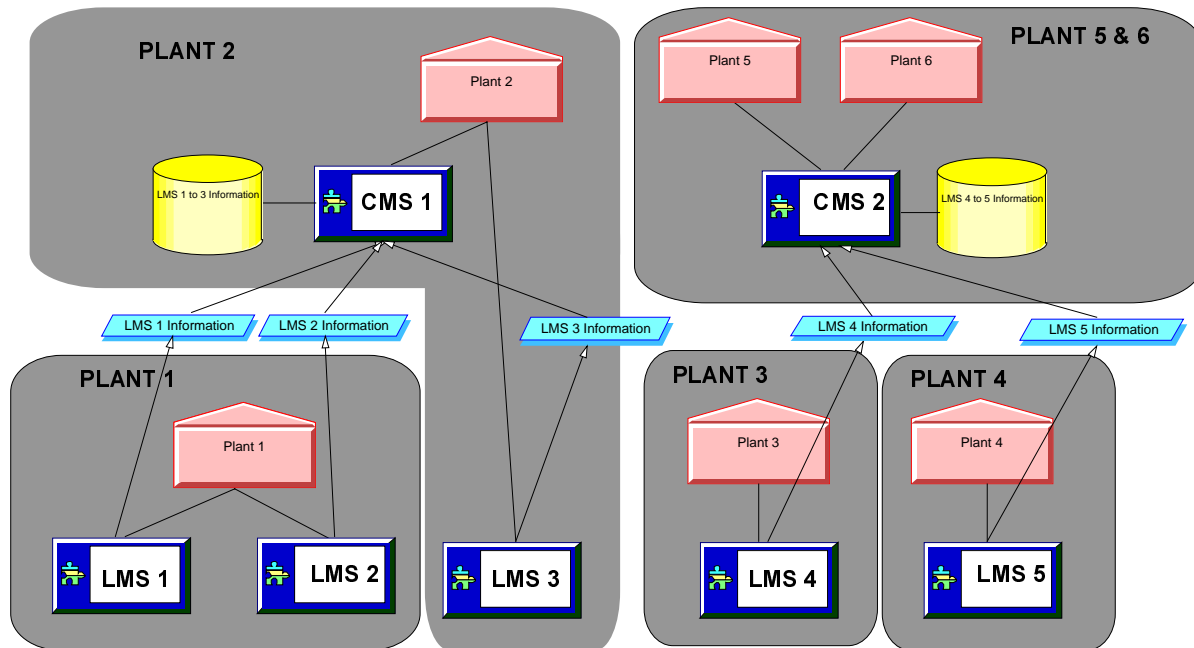 PLANT 2
PLANT 5 & 6
Plant 2
Plant 5
Plant 6
LMS 1 to 3 Information
CMS 1
CMS 2
LMS 4 to 5 Information
LMS 1 Information
LMS 2 Information
LMS 3 Information
LMS 4 Information
LMS 5 Information
PLANT 1
PLANT 3
PLANT 4
Plant 1
Plant 3
Plant 4
LMS 1
LMS 2
LMS 3
LMS 4
LMS 5